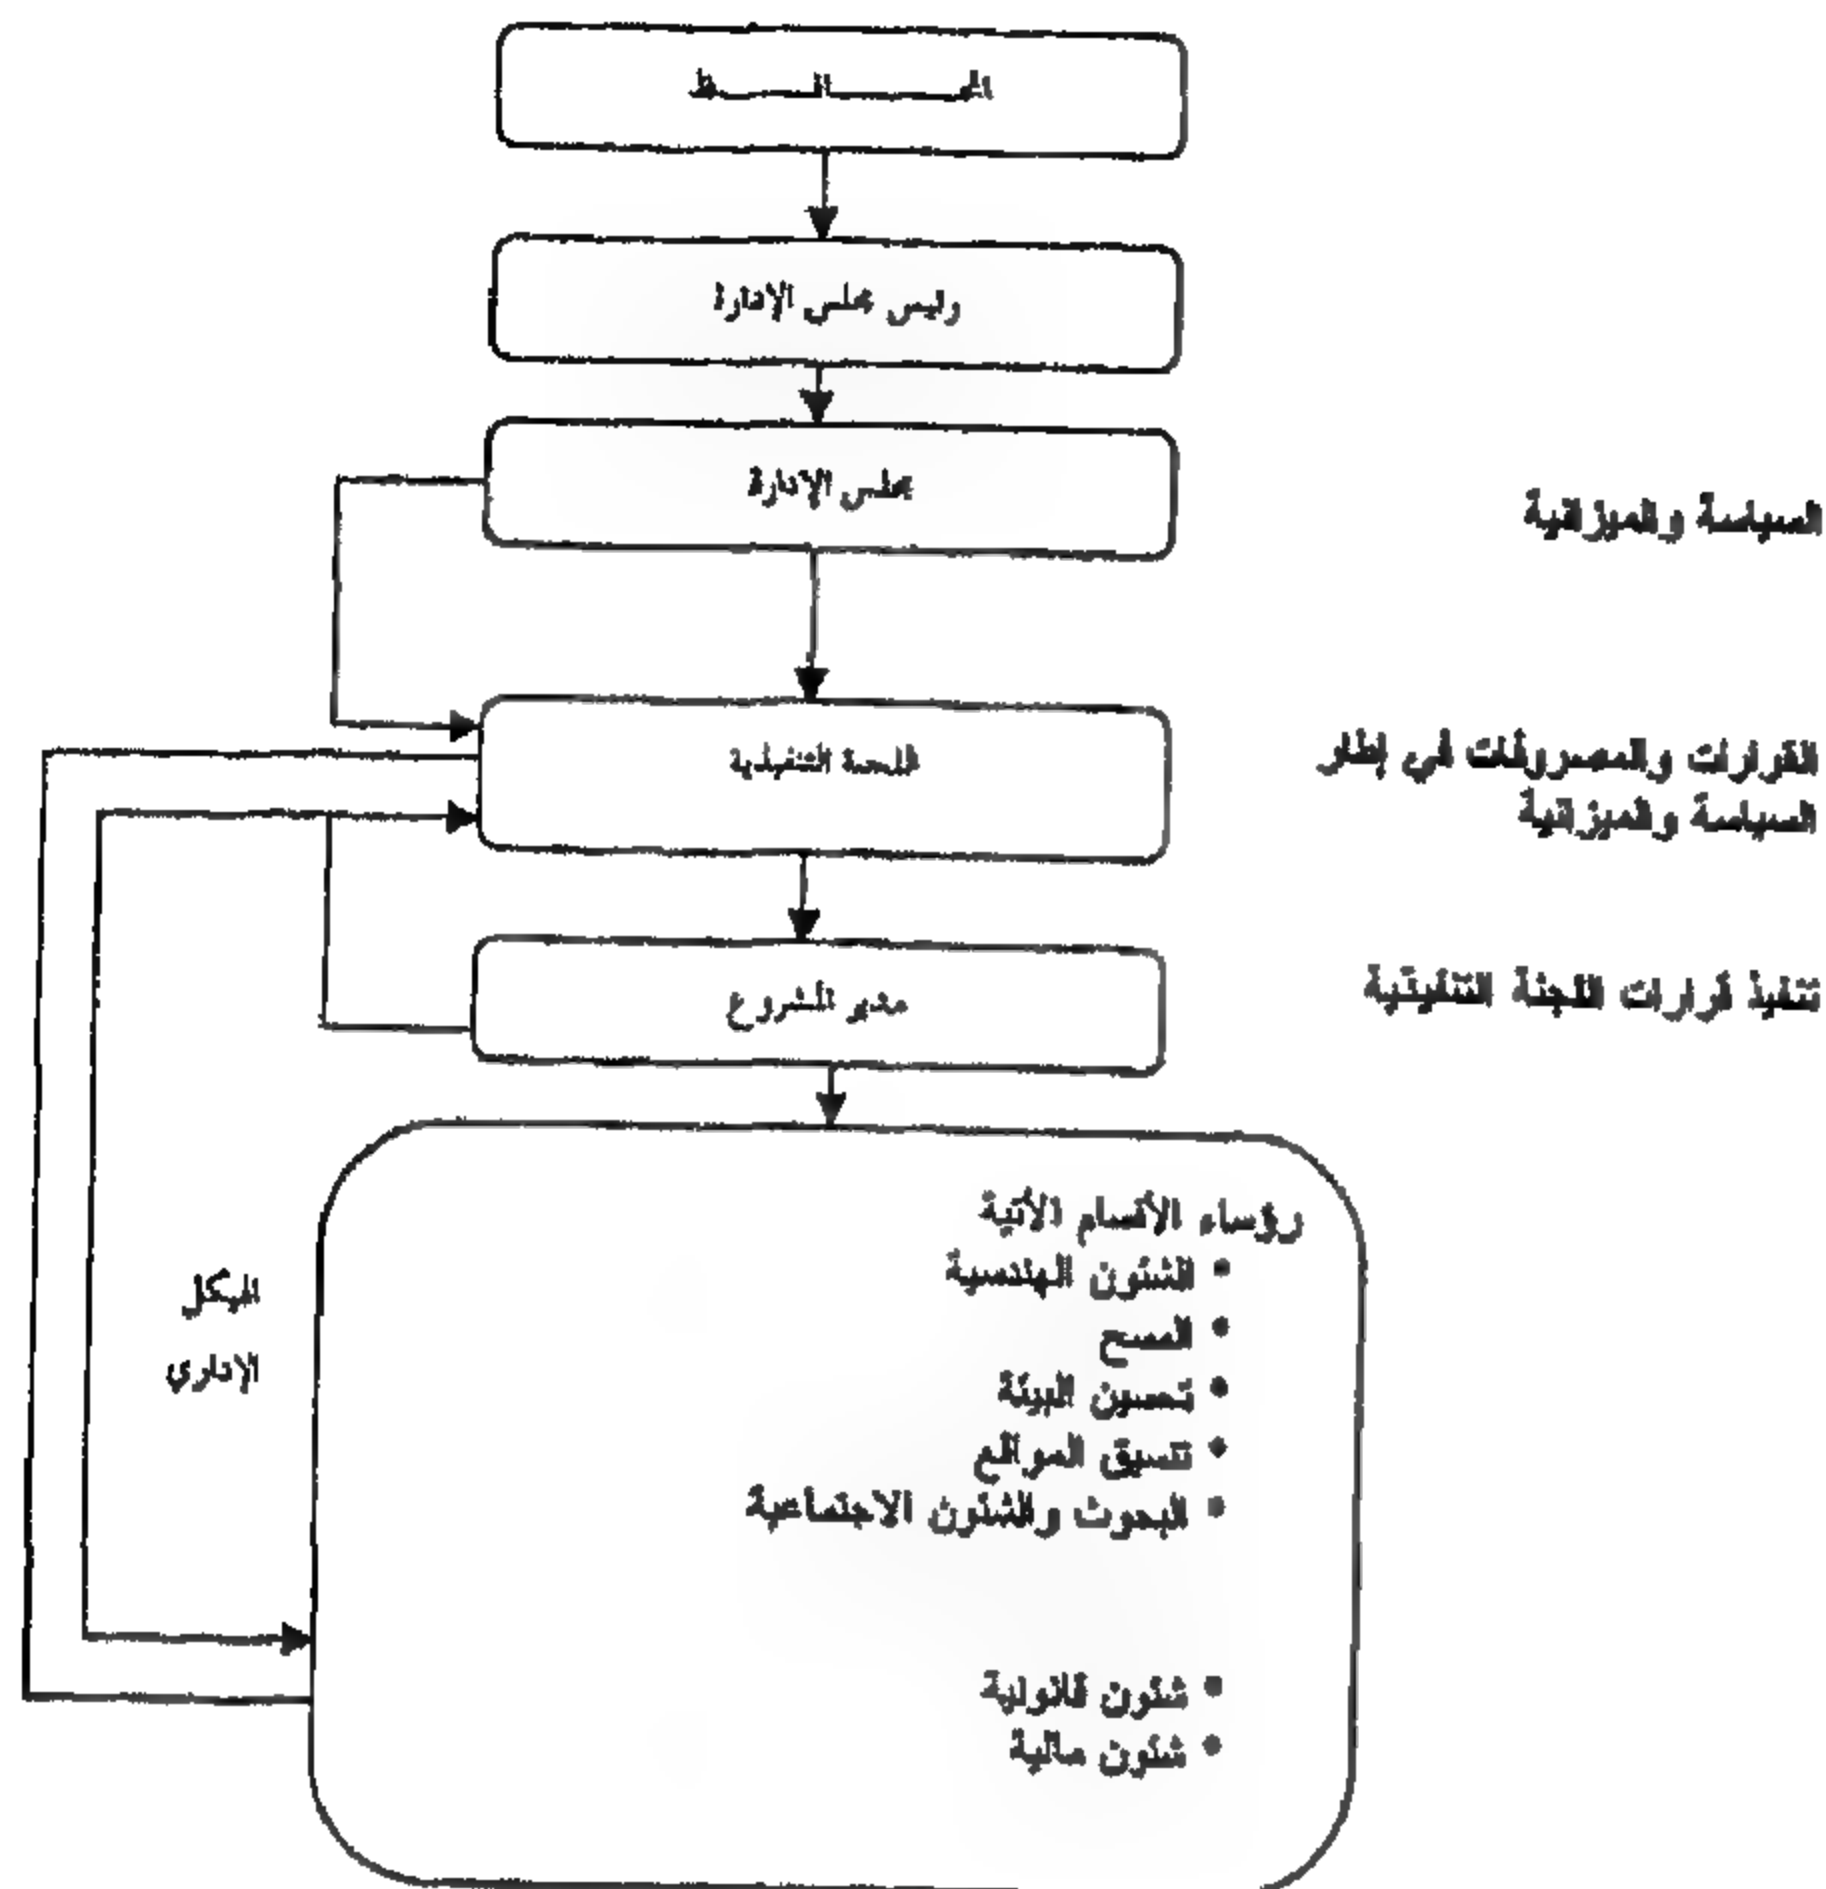 المحافظ
رئيس مجلس الإدارة
مجلس الإدارة
السياسة والميزانية
اللجنة التنفيذية
القرارات والمصروفات في إطار
السياسة والميزانية
مدير المشروع
تنفيذ قرارات اللجنة التنفيذية
رؤساء الأقسام الآتية
• الشئون الهندسية
• المسح
• تحسين البيئة
• تنسيق المواقع
• البحوث والشئون الاجتماعية
• شئون قانونية
• شئون مالية
الهيكل
الإداري